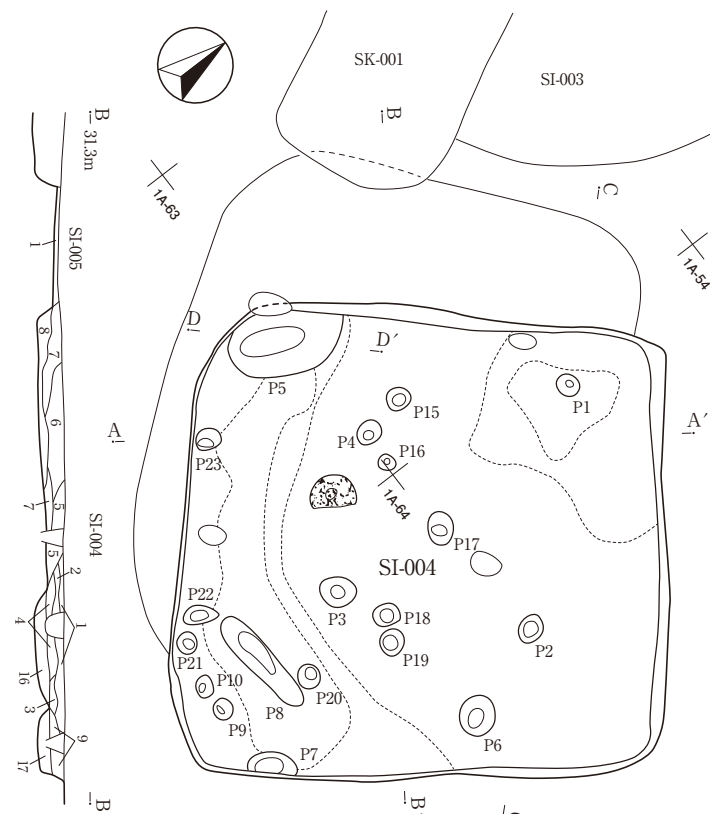 SK-001
SI-003
B
B
31.3m
C
1A-63
1A-54
SI-005
1
D
D′
8
7
P5
P1
P15
A
A′
6
P4
P23
P16
1A-64
7
5
P17
SI-004
5
SI-004
2
P3
P22
P18
P2
4
1
P21
P19
P10
P20
16
P9
P8
P6
3
P7
9
17
B
B